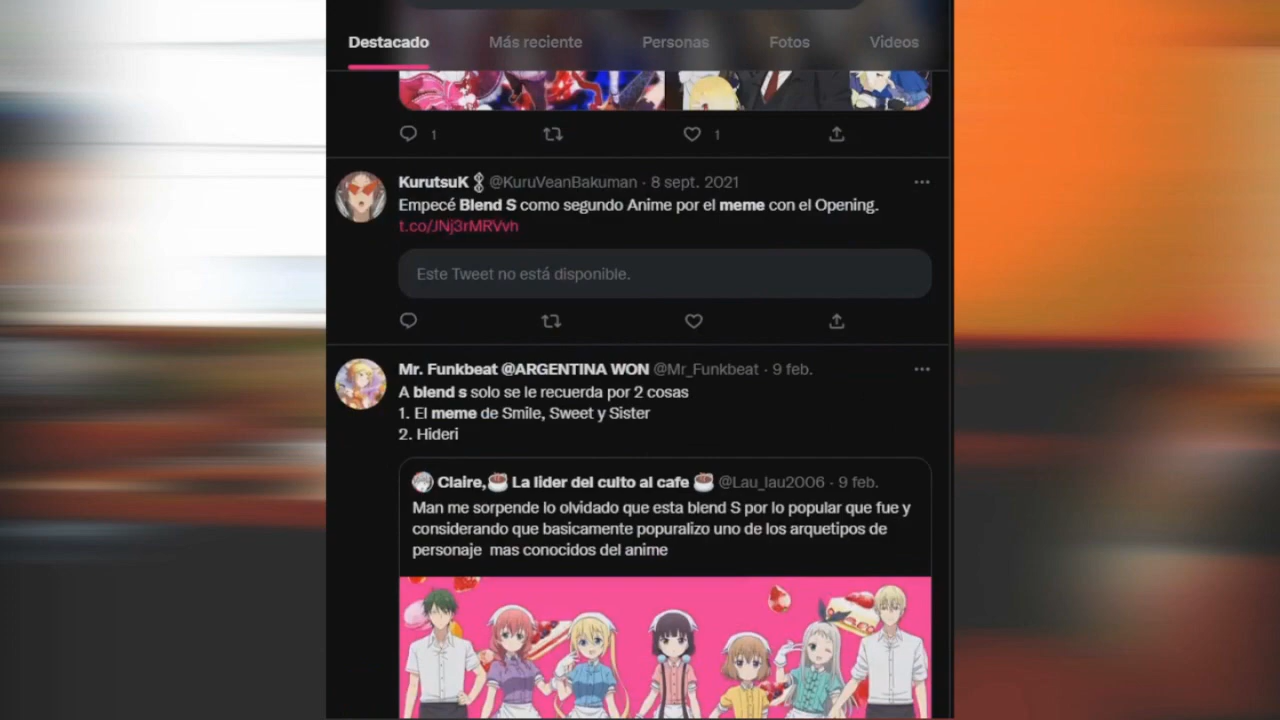 Destacado Más reciente Personas Fotos Videos
1 1
KurutsuK @KuruVeanBakuman · 8 sept. 2021
Empecé Blend S como segundo Anime por el meme con el Opening.
t.co/JNj3rMRVvh
Este Tweet no está disponible.
Mr. Funkbeat @ARGENTINA WON @Mr_Funkbeat · 9 feb.
A blend s solo se le recuerda por 2 cosas
1. El meme de Smile, Sweet y Sister
2. Hideri
Claire,☕ La lider del culto al cafe ☕ @Lau_lau2006 · 9 feb.
Man me sorpende lo olvidado que esta blend S por lo popular que fue y
considerando que basicamente popuralizo uno de los arquetipos de
personaje mas conocidos del anime